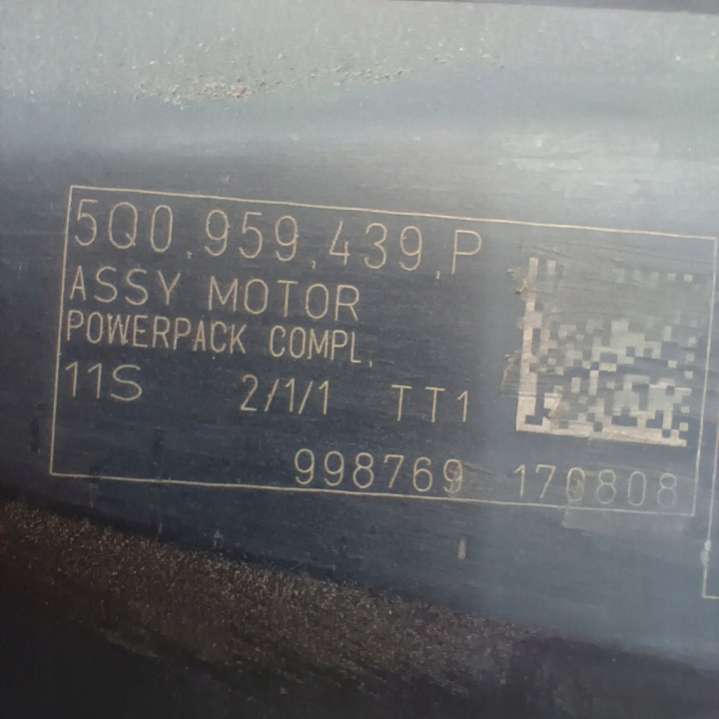 5Q0.959.439.P
ASSY MOTOR
POWERPACK COMPL.
11S 2/1/1 TT1
998769 170808